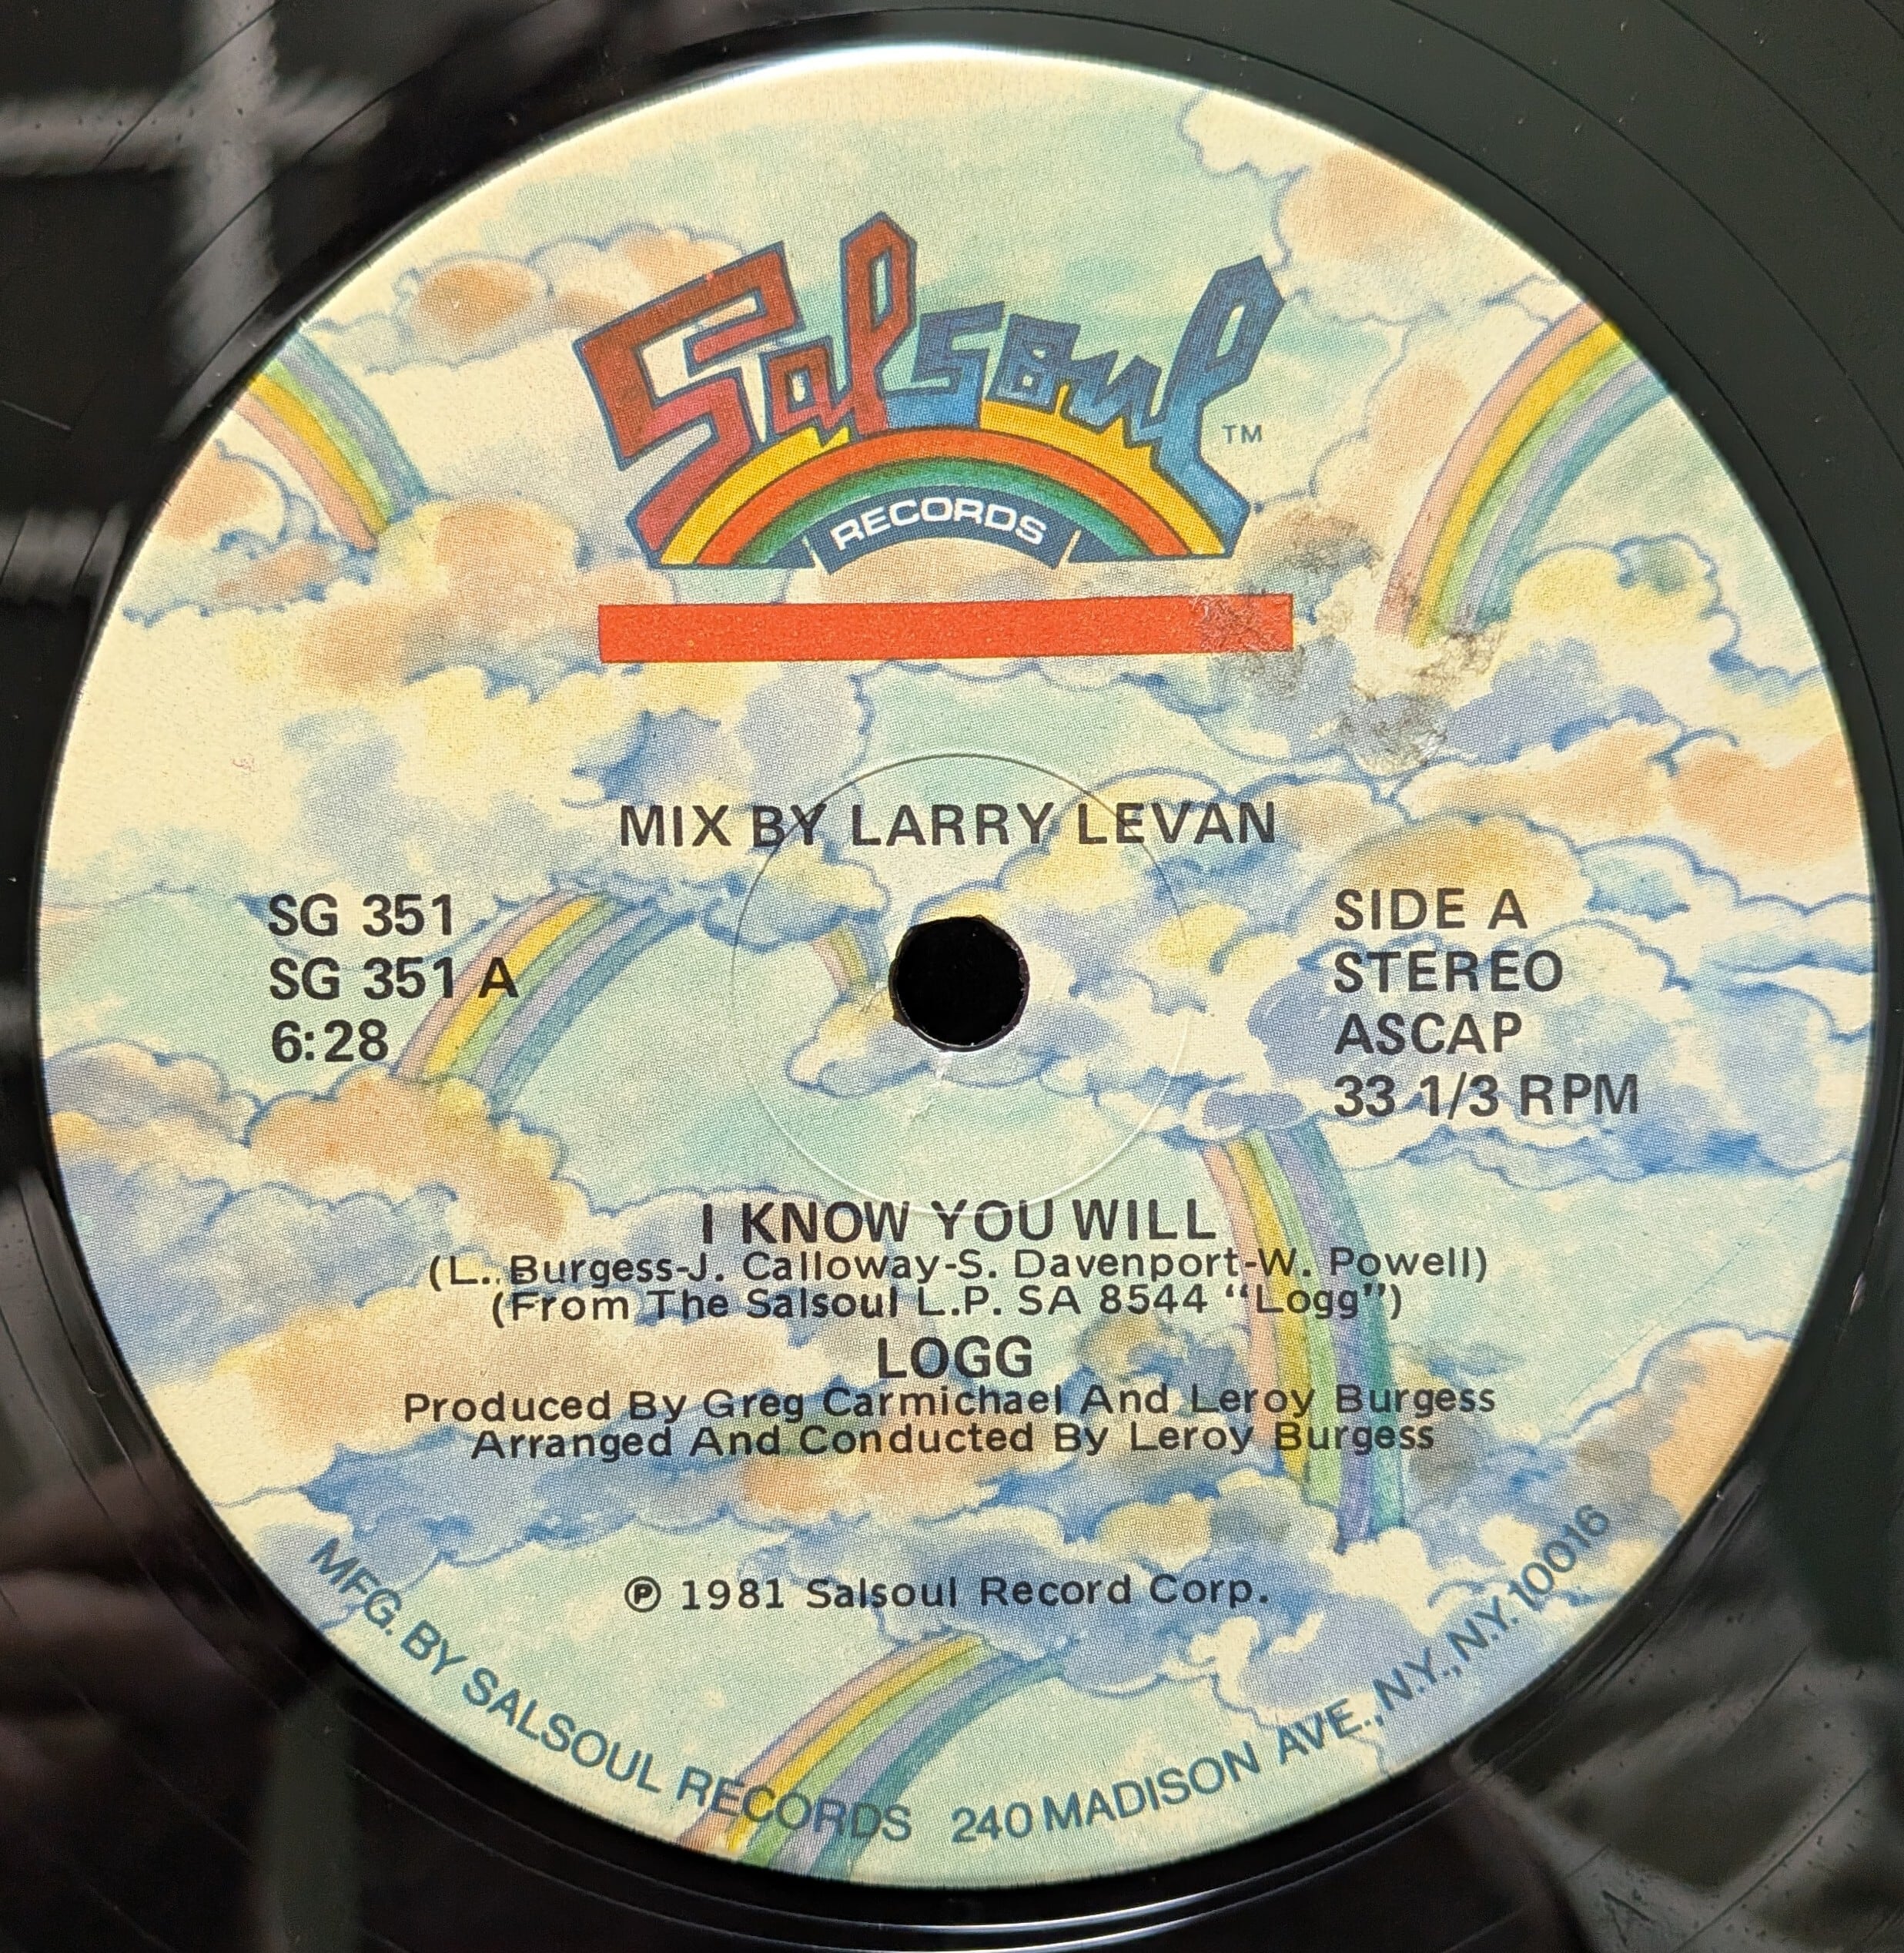 Salsoul TM
RECORDS
MIX BY LARRY LEVAN
SG 351
SG 351 A
6:28
SIDE A
STEREO
ASCAP
33 1/3 RPM
I KNOW YOU WILL
(L. Burgess-J. Calloway-S. Davenport-W. Powell)
(From The Salsoul L.P. SA 8544 “Logg”)
LOGG
Produced By Greg Carmichael And Leroy Burgess
Arranged And Conducted By Leroy Burgess
℗ 1981 Salsoul Record Corp.
MFG. BY SALSOUL RECORDS 240 MADISON AVE., N.Y., N.Y. 10016